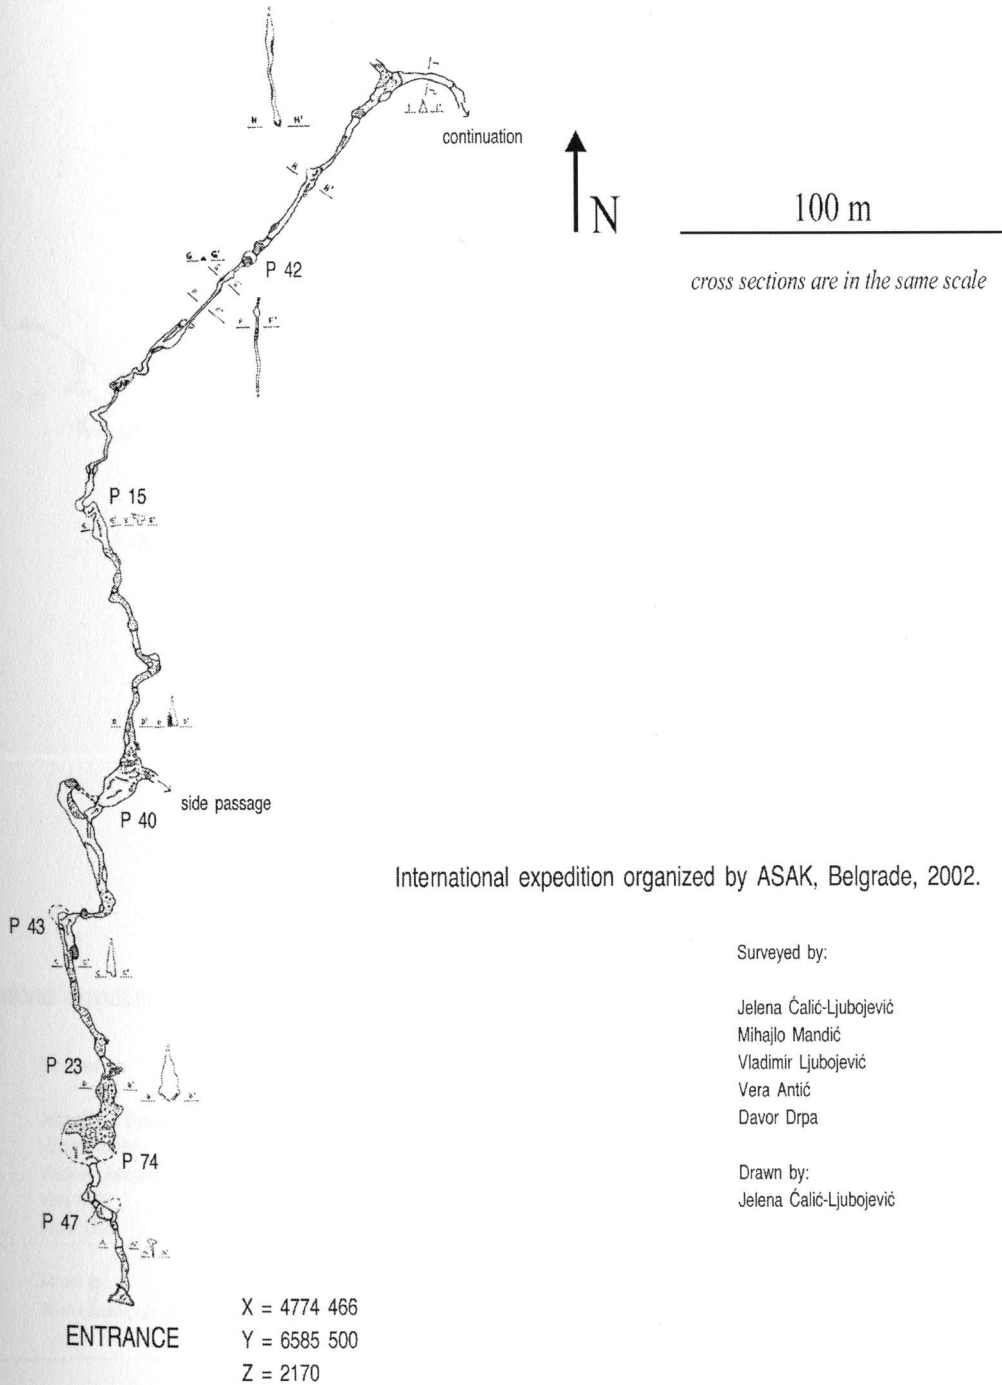 H H'
continuation
N
100 m
cross sections are in the same scale
G G'
P 42
F F'
P 15
side passage
P 40
International expedition organized by ASAK, Belgrade, 2002.
P 43
Surveyed by:
Jelena Ćalić-Ljubojević
Mihajlo Mandić
Vladimir Ljubojević
Vera Antić
Davor Drpa
P 23
P 74
Drawn by:
Jelena Ćalić-Ljubojević
P 47
ENTRANCE
X = 4774 466
Y = 6585 500
Z = 2170